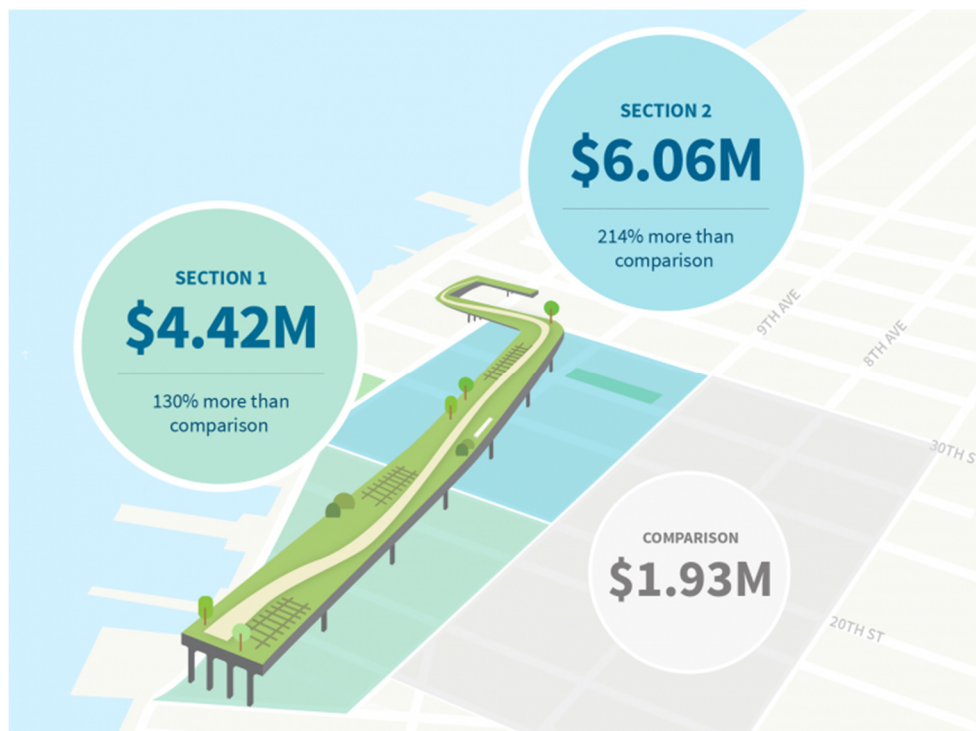 SECTION 2
$6.06M
214% more than
comparison
SECTION 1
$4.42M
130% more than
comparison
9TH AVE
8TH AVE
30TH S
COMPARISON
$1.93M
20TH ST